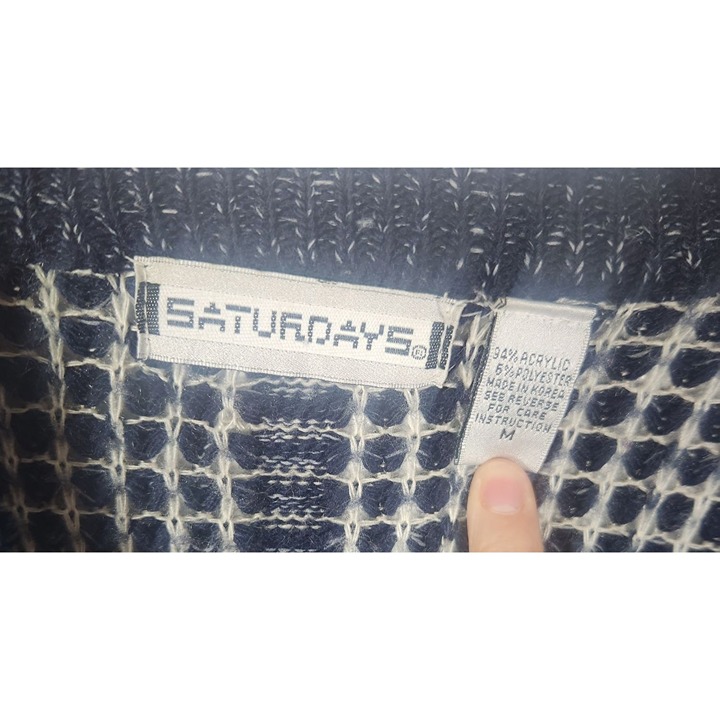 SATURDAYS®
94% ACRYLIC
6% POLYESTER
MADE IN KOREA
SEE REVERSE
FOR CARE
INSTRUCTION
M